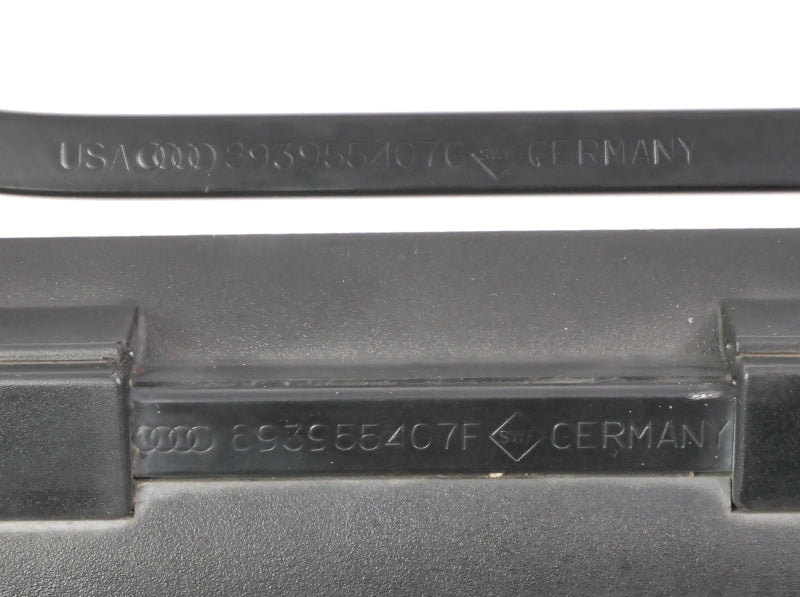 USA 893955407C SWF GERMANY
893955407F SWF GERMANY